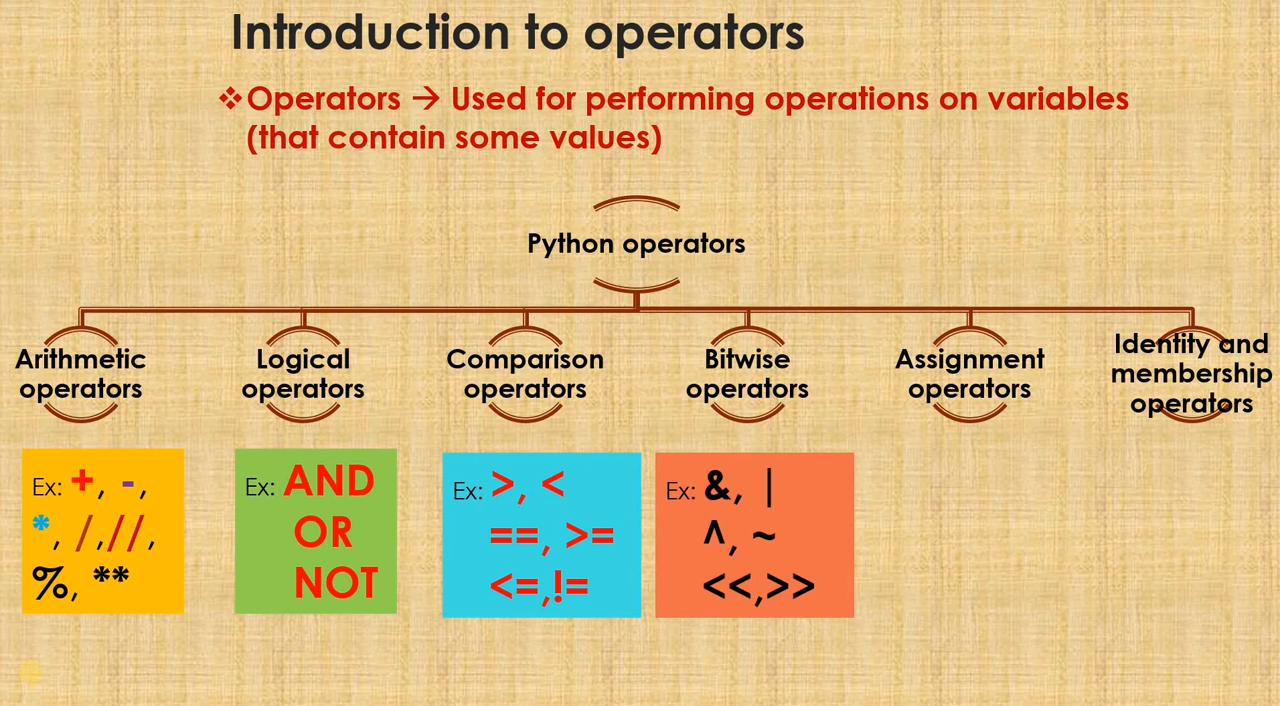 Introduction to operators
❖Operators → Used for performing operations on variables
(that contain some values)
Python operators
Arithmetic
operators
Logical
operators
Comparison
operators
Bitwise
operators
Assignment
operators
Identity and
membership
operators
Ex: +, -,
*, /,//,
%, **
Ex: AND
OR
NOT
Ex: >, <
==, >=
<=,!=
Ex: &, |
^, ~
<<,>>